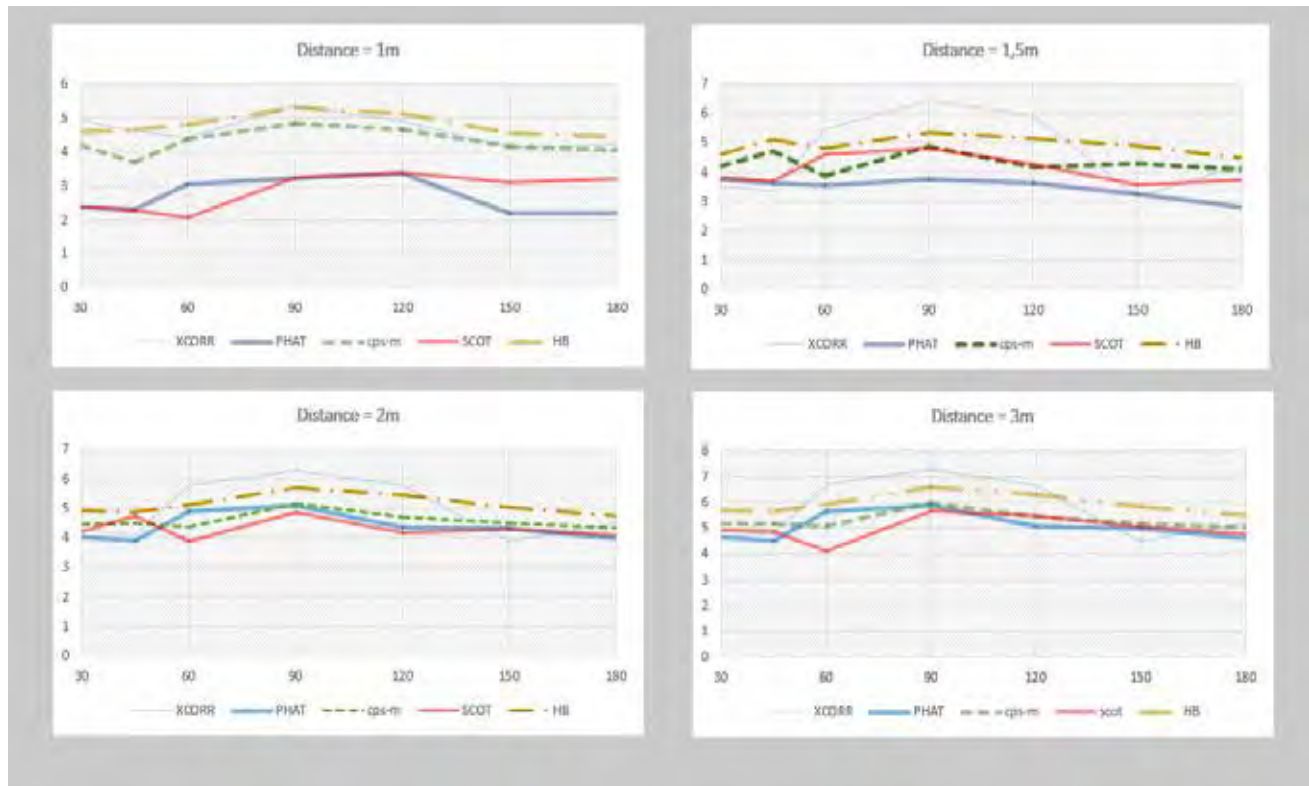 Distance = 1m
6
5
4
3
2
1
0
30 60 90 120 150 180
XCORR PHAT cps-m SCOT HB
Distance = 1,5m
7
6
5
4
3
2
1
0
30 60 90 120 150 180
XCORR PHAT cps-m SCOT HB
Distance = 2m
7
6
5
4
3
2
1
0
30 60 90 120 150 180
XCORR PHAT cps-m SCOT HB
Distance = 3m
8
7
6
5
4
3
2
1
0
30 60 90 120 150 180
XCORR PHAT cps-m scot HB